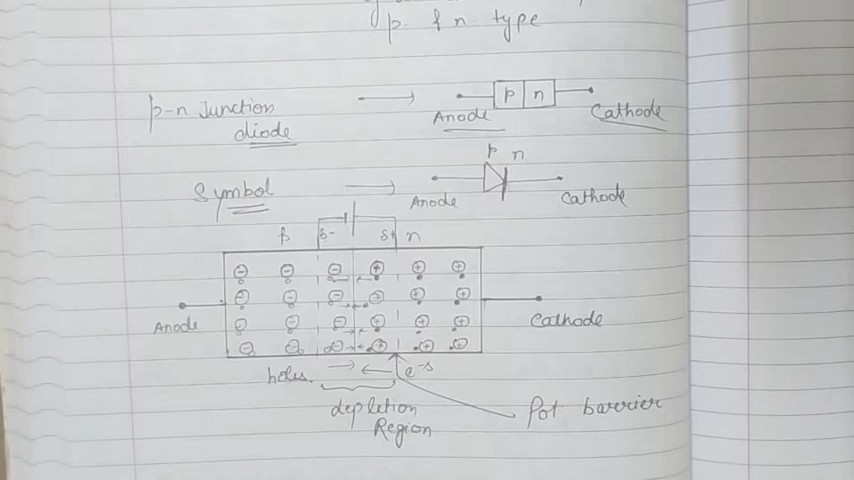 p- & n- type
p-n Junction
diode
p n
Anode
Cathode
p n
Symbol
Anode
Cathode
p δ- δ+ n
Anode
Cathode
holes. e-s
depletion
Region
Pot barrier